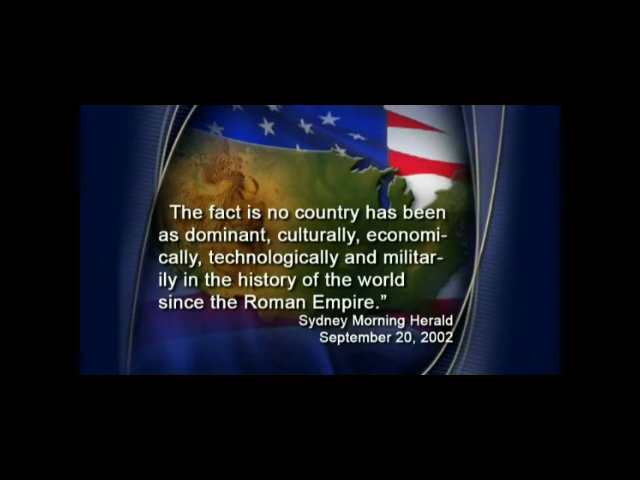 The fact is no country has been
as dominant, culturally, economi-
cally, technologically and militar-
ily in the history of the world
since the Roman Empire.”
Sydney Morning Herald
September 20, 2002